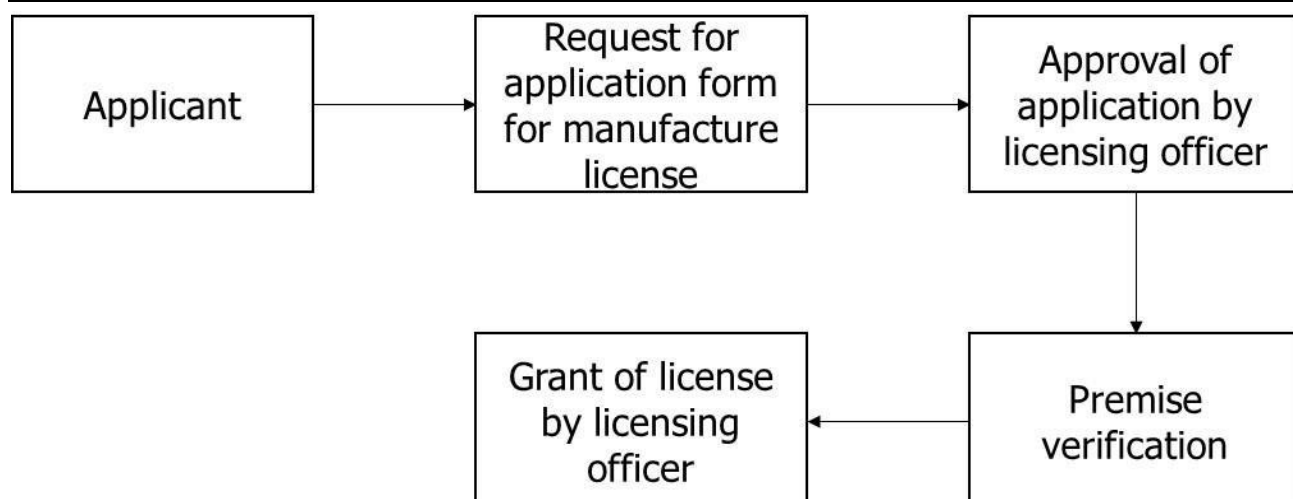 Applicant
Request for
application form
for manufacture
license
Approval of
application by
licensing officer
Grant of license
by licensing
officer
Premise
verification